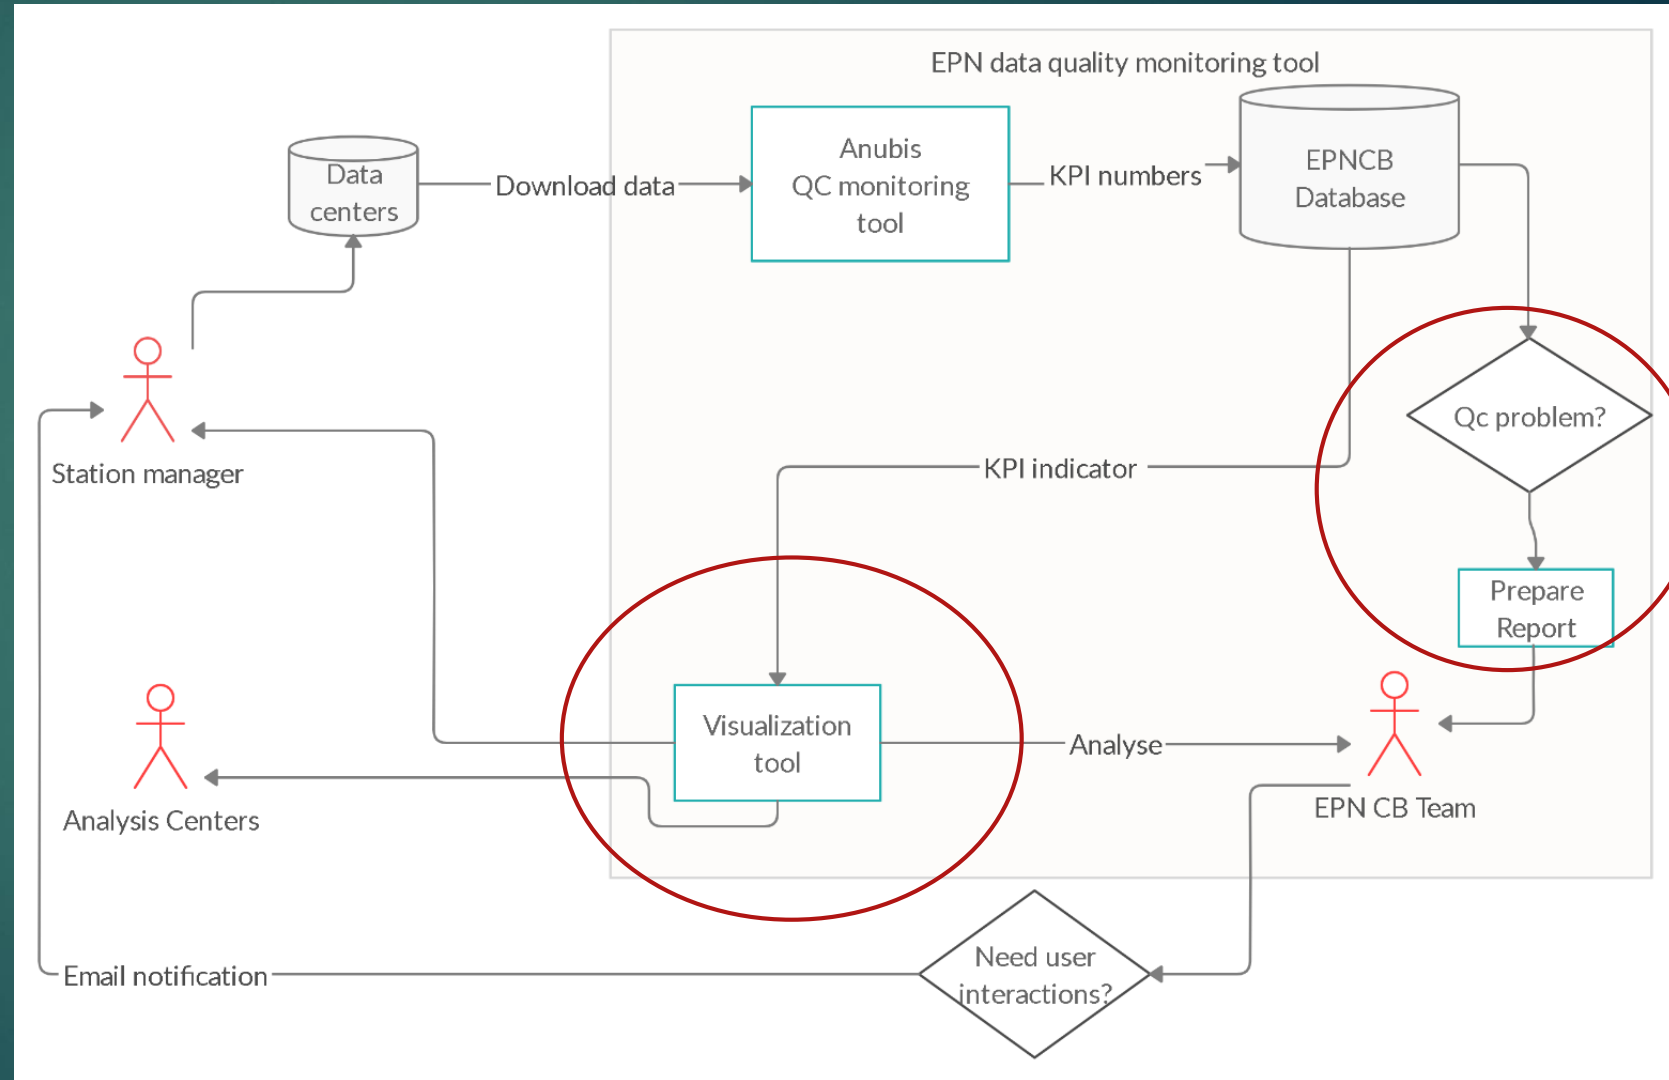 EPN data quality monitoring tool
Data
centers
Download data
Anubis
QC monitoring
tool
KPI numbers
EPNCB
Database
Qc problem?
Station manager
KPI indicator
Prepare
Report
Visualization
tool
Analyse
Analysis Centers
EPN CB Team
Need user
interactions?
Email notification